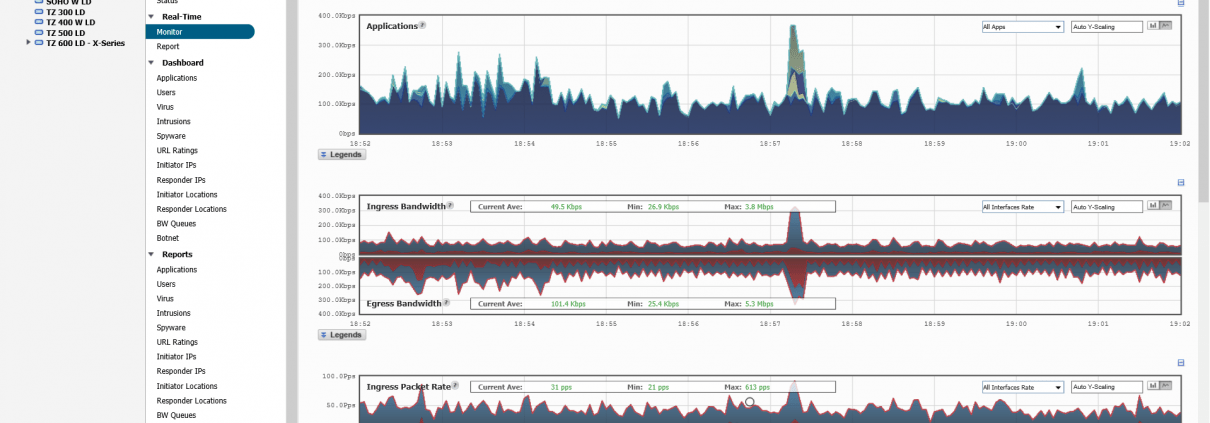 SOHO W LD
TZ 300 LD
TZ 400 W LD
TZ 500 LD
TZ 600 LD - X-Series
Status
Real-Time
Monitor
Report
Dashboard
Applications
Users
Virus
Intrusions
Spyware
URL Ratings
Initiator IPs
Responder IPs
Initiator Locations
Responder Locations
BW Queues
Botnet
Reports
Applications
Users
Virus
Intrusions
Spyware
URL Ratings
Initiator IPs
Responder IPs
Initiator Locations
Responder Locations
BW Queues
400.0Kbps
Applications ?
All Apps
Auto Y-Scaling
300.0Kbps
200.0Kbps
100.0Kbps
0bps
18:52 18:53 18:54 18:55 18:56 18:57 18:58 18:59 19:00 19:01 19:02
Legends
400.0Kbps
Ingress Bandwidth ?
Current Ave: 49.5 Kbps Min: 26.9 Kbps Max: 3.8 Mbps
All Interfaces Rate
Auto Y-Scaling
300.0Kbps
200.0Kbps
100.0Kbps
0bps
0bps
100.0Kbps
200.0Kbps
300.0Kbps
Egress Bandwidth ?
Current Ave: 101.4 Kbps Min: 25.4 Kbps Max: 5.3 Mbps
400.0Kbps
18:52 18:53 18:54 18:55 18:56 18:57 18:58 18:59 19:00 19:01 19:02
Legends
100.0Pps
Ingress Packet Rate ?
Current Ave: 31 pps Min: 21 pps Max: 613 pps
All Interfaces Rate
Auto Y-Scaling
50.0Pps